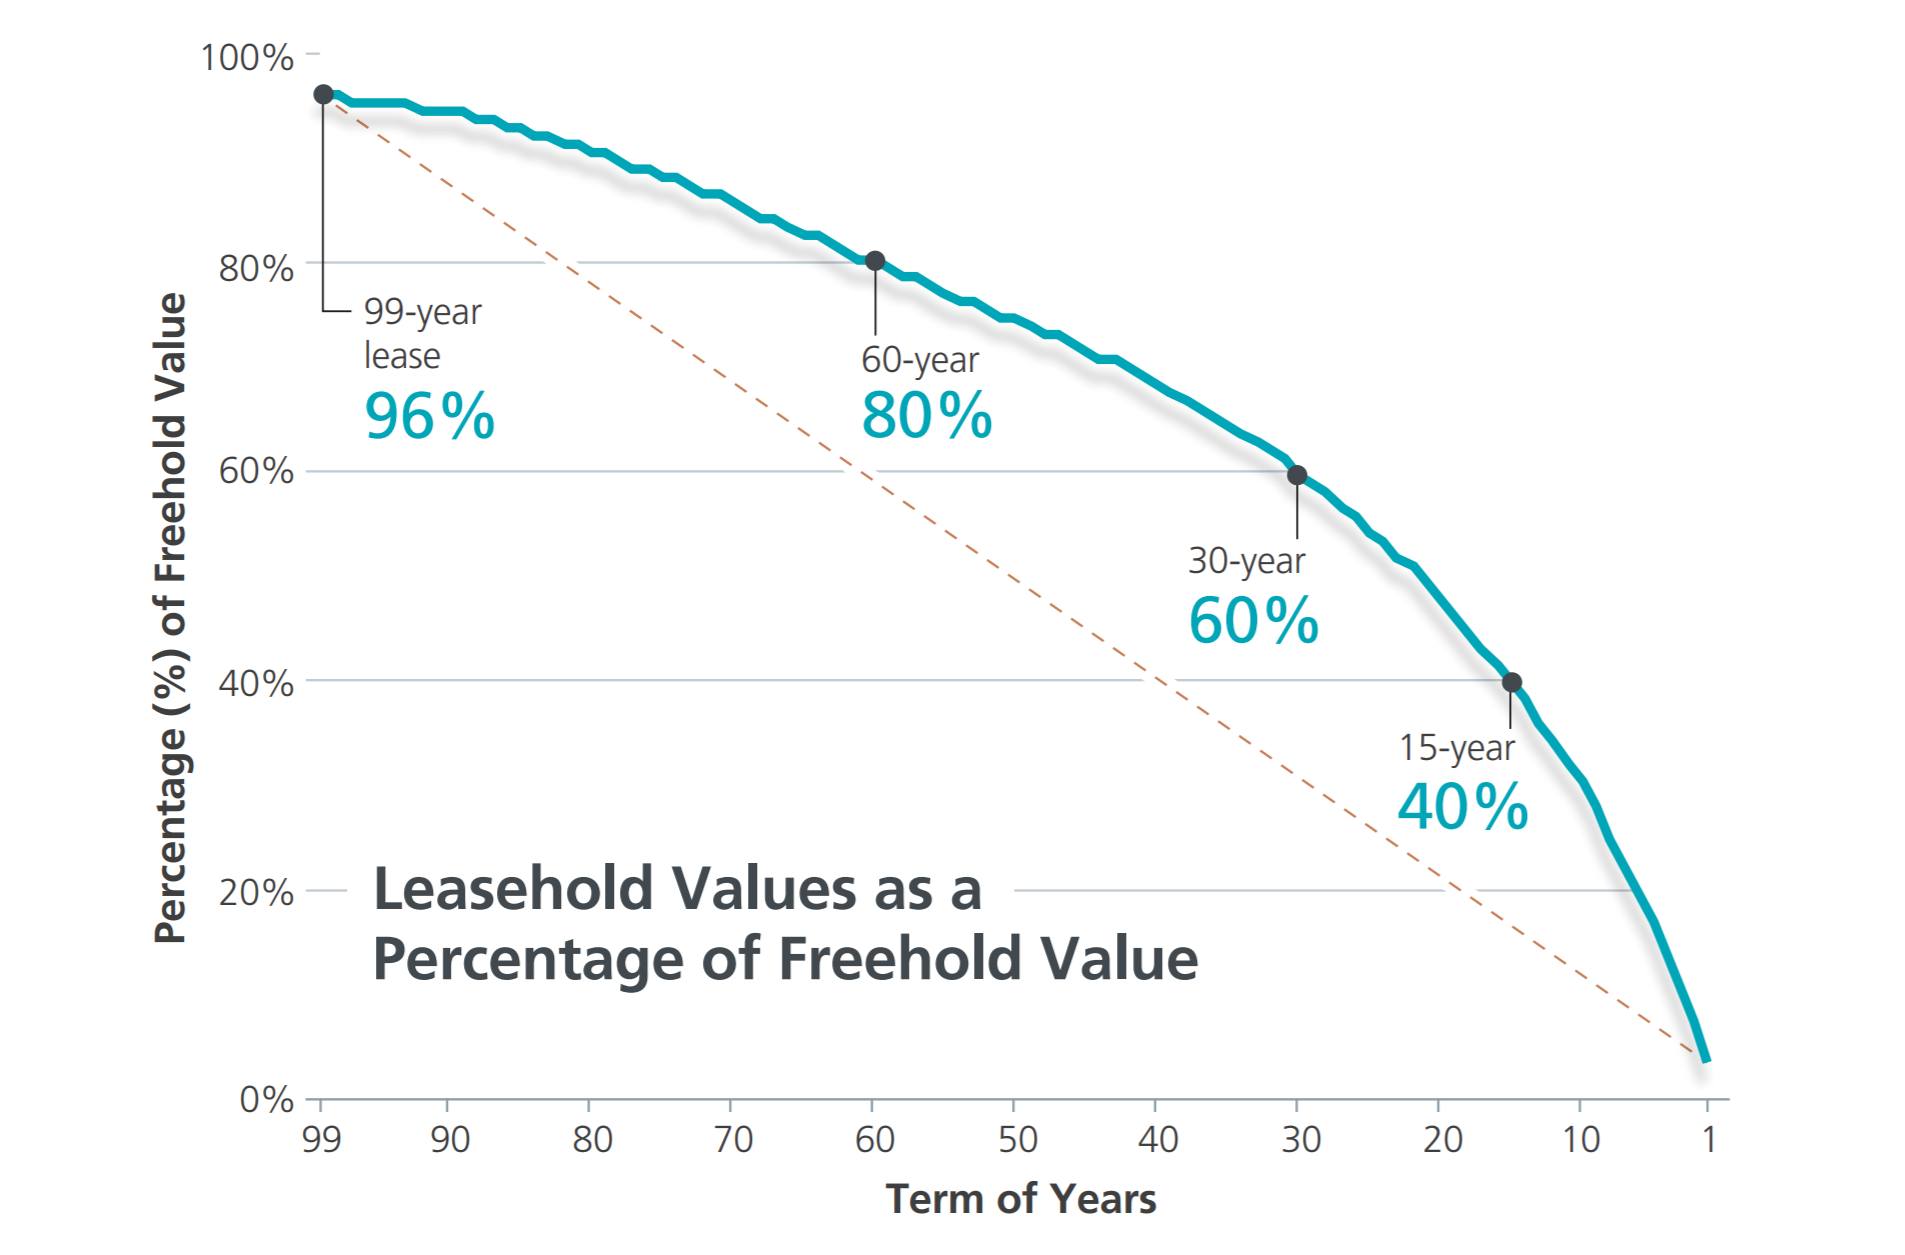 100%
80%
60%
40%
20%
0%
Percentage (%) of Freehold Value
99-year
lease
96%
60-year
80%
30-year
60%
15-year
40%
Leasehold Values as a
Percentage of Freehold Value
99 90 80 70 60 50 40 30 20 10 1
Term of Years